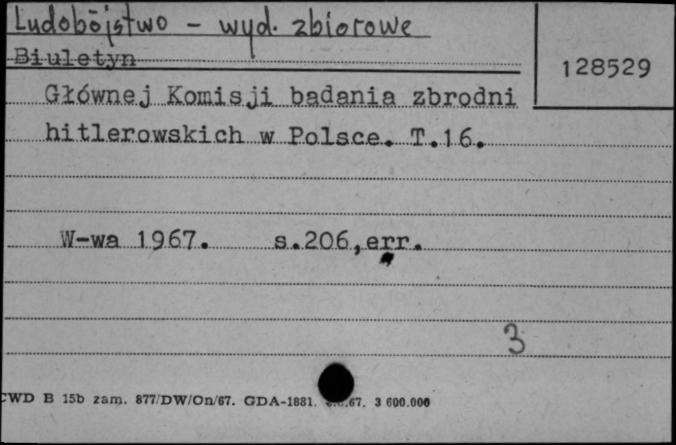 Ludobójstwo - wyd. zbiorowe
Biuletyn
128529
Głównej Komisji badania zbrodni
hitlerowskich w Polsce. T.16.
W-wa 1967. s.206,err.
3
CWD B 15b zam. 877/DW/On/67. GDA-1881. .67. 3 600.000